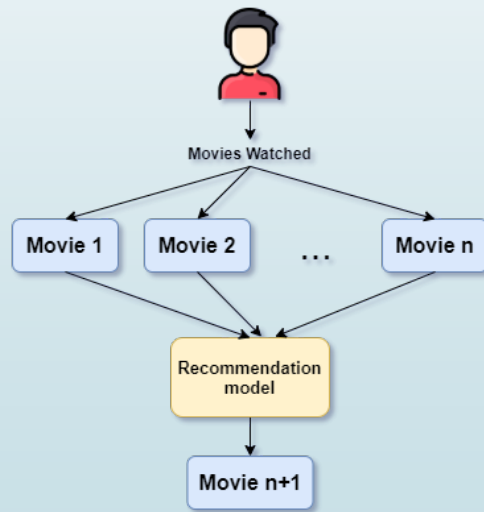 Movies Watched
Movie 1
Movie 2
...
Movie n
Recommendation
model
Movie n+1